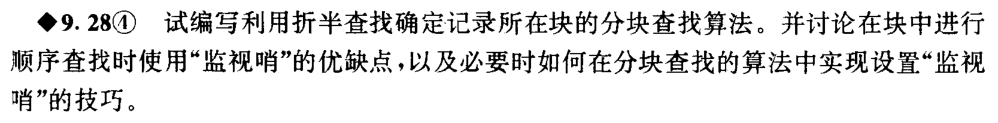 ◆9.28④ 试编写利用折半查找确定记录所在块的分块查找算法。并讨论在块中进行
顺序查找时使用“监视哨”的优缺点,以及必要时如何在分块查找的算法中实现设置“监视
哨”的技巧。